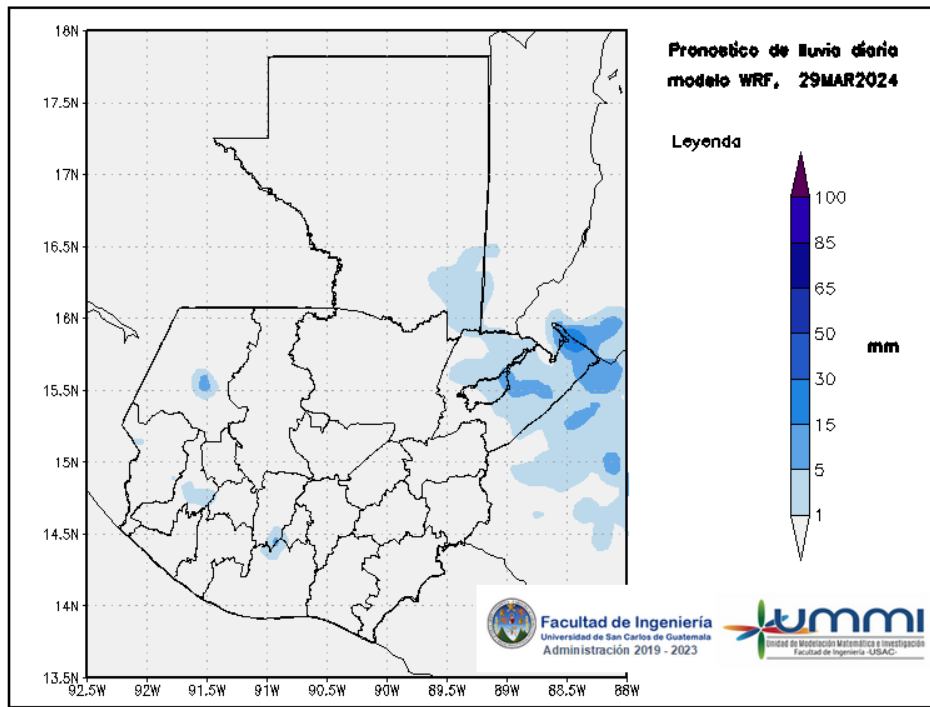 Pronostico de lluvia diaria
modelo WRF, 29MAR2024
Leyenda
100
85
65
50
mm
30
15
5
1
18N
17.5N
17N
16.5N
16N
15.5N
15N
14.5N
14N
13.5N
92.5W 92W 91.5W 91W 90.5W 90W 89.5W 89W 88.5W 88W
Facultad de Ingeniería
Universidad de San Carlos de Guatemala
Administración 2019 - 2023
UMMI
Unidad de Modelación Matemática e Investigación
Facultad de Ingeniería -USAC-